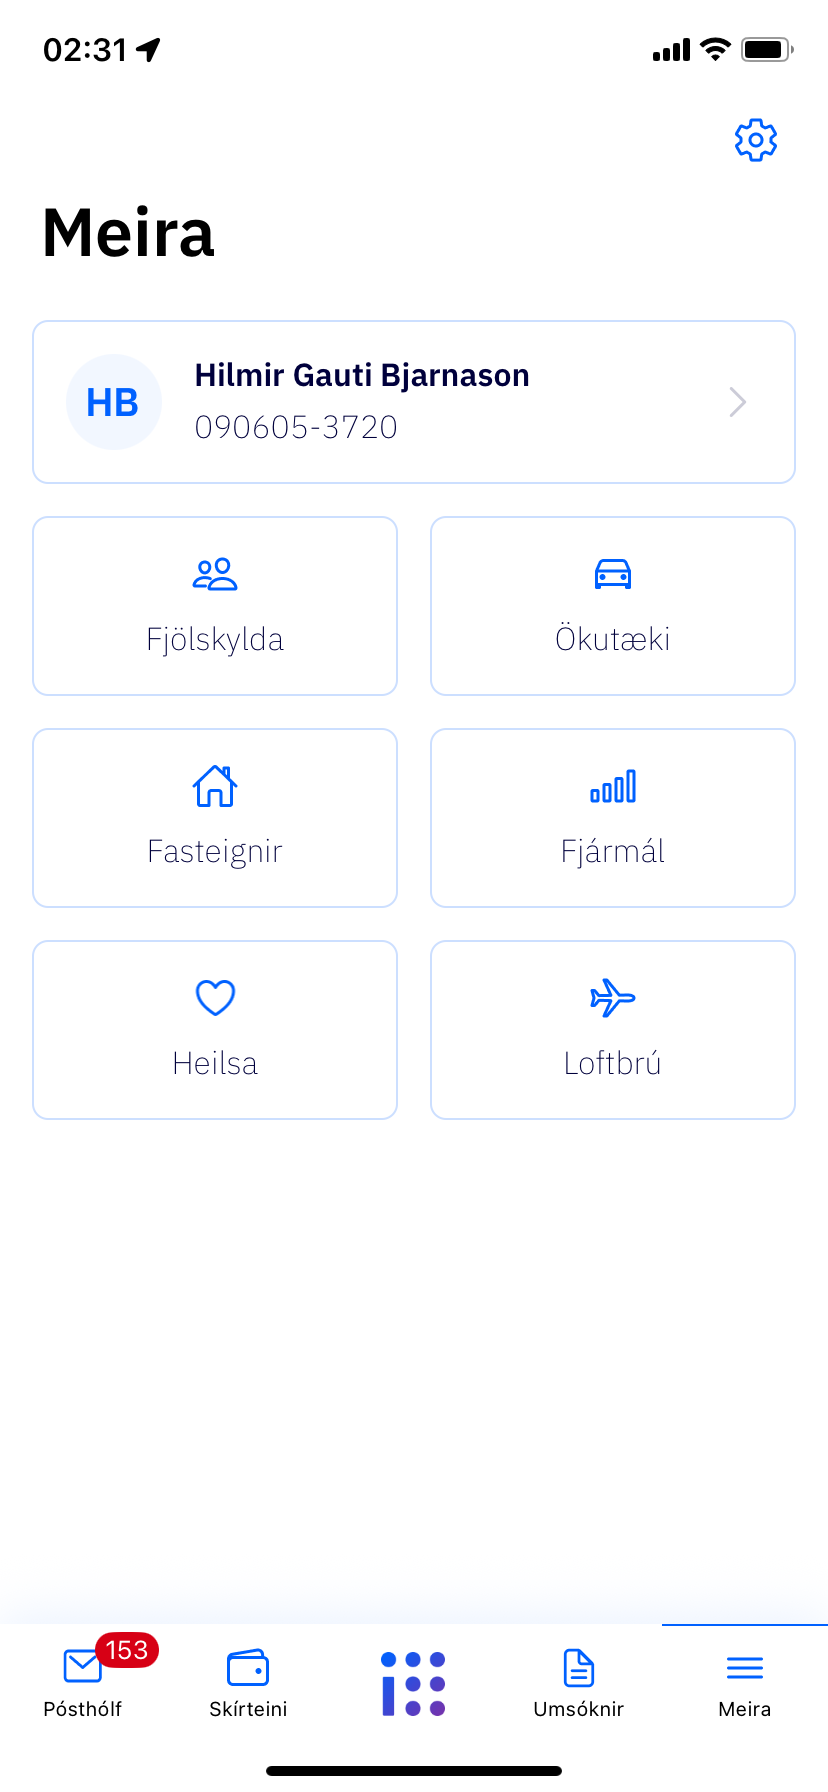 02:31
Meira
HB
Hilmir Gauti Bjarnason
090605-3720
Fjölskylda
Ökutæki
Fasteignir
Fjármál
Heilsa
Loftbrú
153
Pósthólf
Skírteini
Umsóknir
Meira